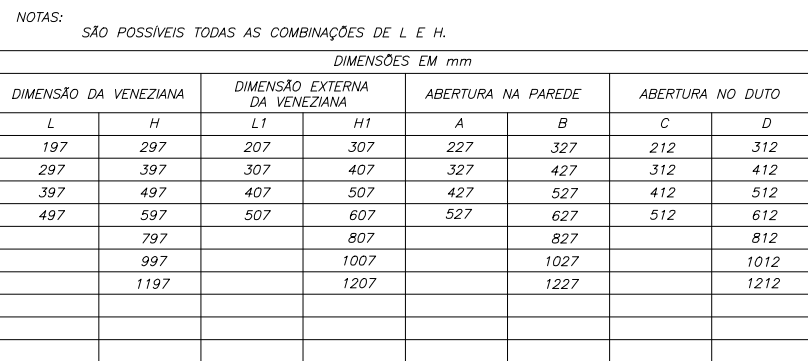 NOTAS:
SÃO POSSÍVEIS TODAS AS COMBINAÇÕES DE L E H.
DIMENSÕES EM mm
DIMENSÃO DA VENEZIANA DIMENSÃO EXTERNA DA VENEZIANA ABERTURA NA PAREDE ABERTURA NO DUTO
L H L1 H1 A B C D
197 297 207 307 227 327 212 312
297 397 307 407 327 427 312 412
397 497 407 507 427 527 412 512
497 597 507 607 527 627 512 612
797 807 827 812
997 1007 1027 1012
1197 1207 1227 1212